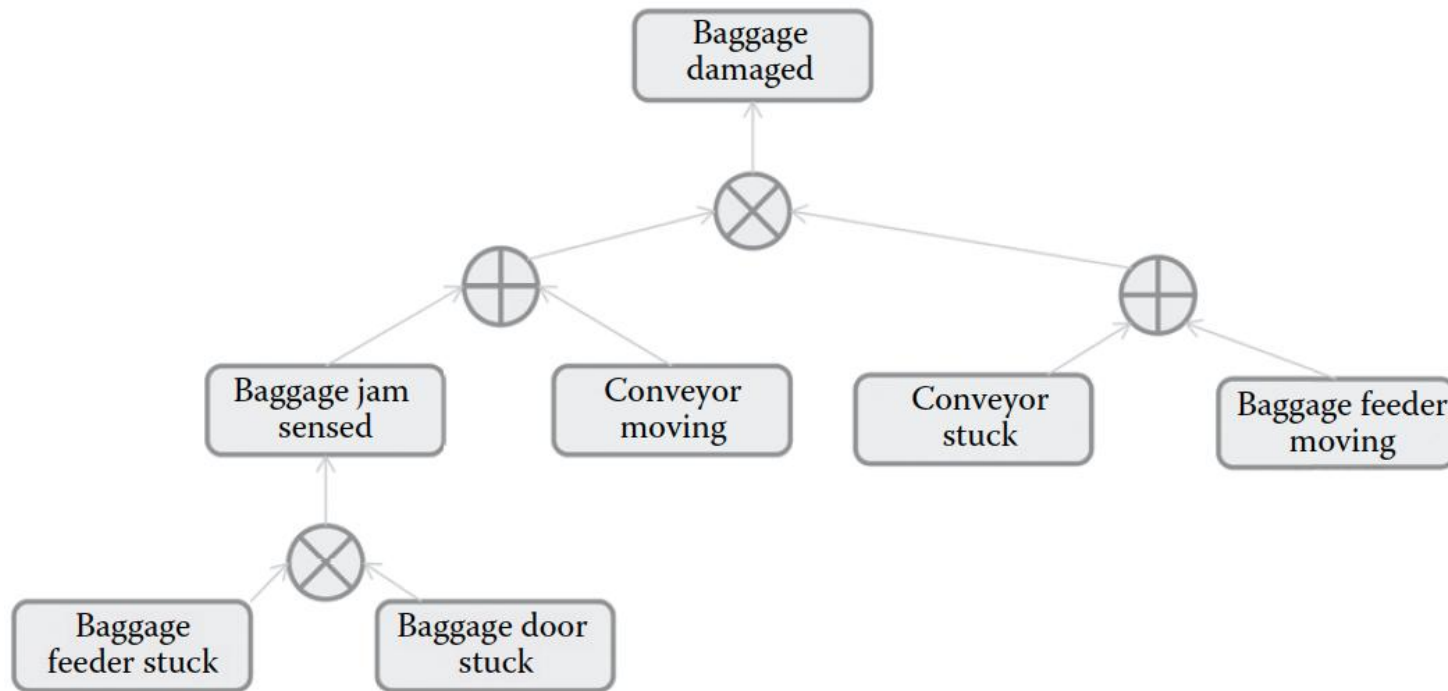 Baggage
damaged
Baggage jam
sensed
Conveyor
moving
Conveyor
stuck
Baggage feeder
moving
Baggage
feeder stuck
Baggage door
stuck